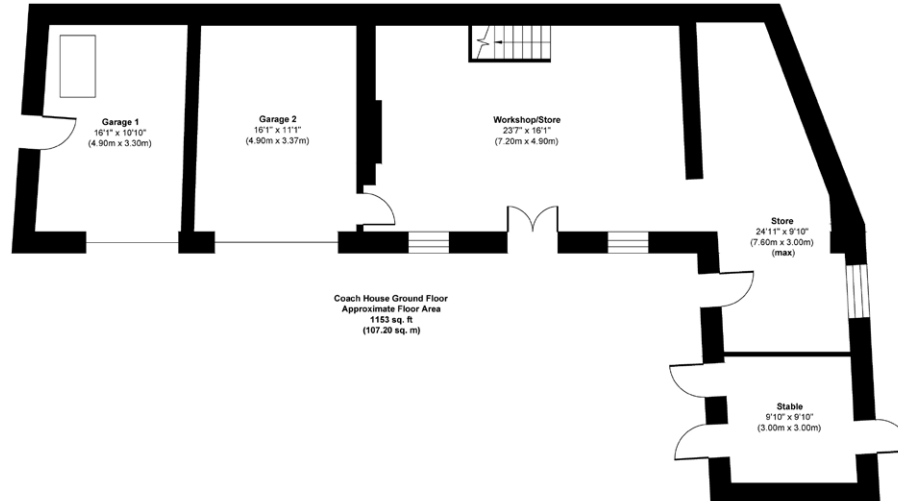 Garage 1
16'1" x 10'10"
(4.90m x 3.30m)
Garage 2
16'1" x 11'1"
(4.90m x 3.37m)
Workshop/Store
23'7" x 16'1"
(7.20m x 4.90m)
Store
24'11" x 9'10"
(7.60m x 3.00m)
(max)
Coach House Ground Floor
Approximate Floor Area
1153 sq. ft
(107.20 sq. m)
Stable
9'10" x 9'10"
(3.00m x 3.00m)